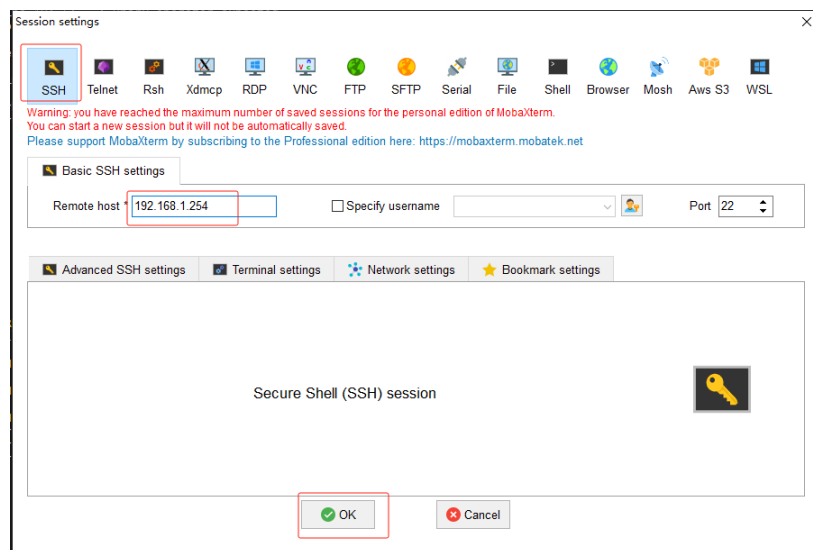 Session settings
SSH Telnet Rsh Xdmcp RDP VNC FTP SFTP Serial File Shell Browser Mosh Aws S3 WSL
Warning: you have reached the maximum number of saved sessions for the personal edition of MobaXterm.
You can start a new session but it will not be automatically saved.
Please support MobaXterm by subscribing to the Professional edition here: https://mobaxterm.mobatek.net
Basic SSH settings
Remote host * 192.168.1.254 Specify username Port 22
Advanced SSH settings Terminal settings Network settings Bookmark settings
Secure Shell (SSH) session
OK Cancel